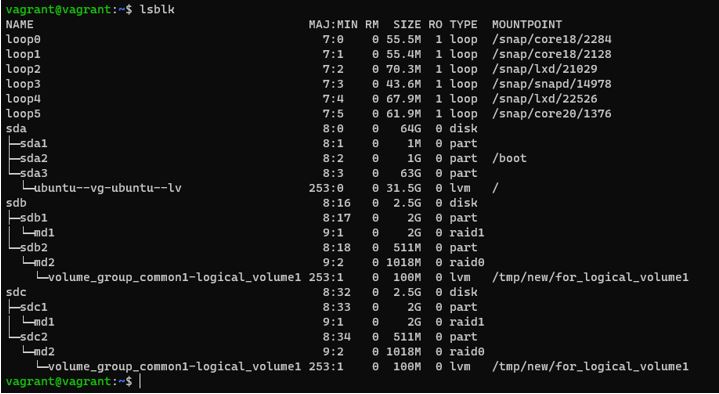 vagrant@vagrant:~$ lsblk
NAME                                      MAJ:MIN RM  SIZE RO TYPE  MOUNTPOINT
loop0                                       7:0    0 55.5M  1 loop  /snap/core18/2284
loop1                                       7:1    0 55.4M  1 loop  /snap/core18/2128
loop2                                       7:2    0 70.3M  1 loop  /snap/lxd/21029
loop3                                       7:3    0 43.6M  1 loop  /snap/snapd/14978
loop4                                       7:4    0 67.9M  1 loop  /snap/lxd/22526
loop5                                       7:5    0 61.9M  1 loop  /snap/core20/1376
sda                                         8:0    0   64G  0 disk
├─sda1                                      8:1    0    1M  0 part
├─sda2                                      8:2    0    1G  0 part  /boot
└─sda3                                      8:3    0   63G  0 part
  └─ubuntu--vg-ubuntu--lv                 253:0    0 31.5G  0 lvm   /
sdb                                         8:16   0  2.5G  0 disk
├─sdb1                                      8:17   0    2G  0 part
│ └─md1                                     9:1    0    2G  0 raid1
└─sdb2                                      8:18   0  511M  0 part
  └─md2                                     9:2    0 1018M  0 raid0
    └─volume_group_common1-logical_volume1 253:1    0  100M  0 lvm   /tmp/new/for_logical_volume1
sdc                                         8:32   0  2.5G  0 disk
├─sdc1                                      8:33   0    2G  0 part
│ └─md1                                     9:1    0    2G  0 raid1
└─sdc2                                      8:34   0  511M  0 part
  └─md2                                     9:2    0 1018M  0 raid0
    └─volume_group_common1-logical_volume1 253:1    0  100M  0 lvm   /tmp/new/for_logical_volume1
vagrant@vagrant:~$